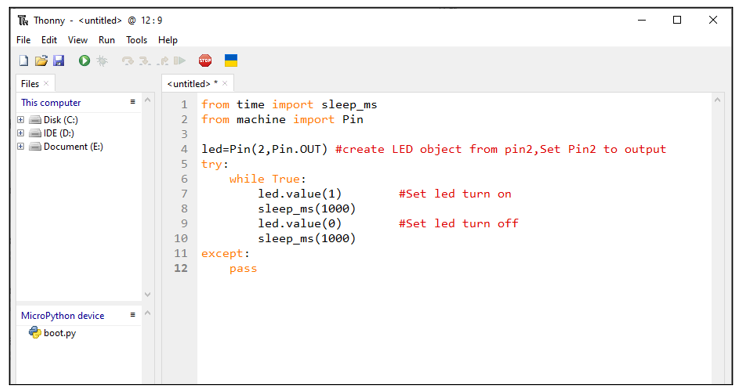 Thonny - <untitled> @ 12:9
File Edit View Run Tools Help
STOP
Files
This computer
Disk (C:)
IDE (D:)
Document (E:)
MicroPython device
boot.py
<untitled> *
1 from time import sleep_ms
2 from machine import Pin
3
4 led=Pin(2,Pin.OUT) #create LED object from pin2,Set Pin2 to output
5 try:
6     while True:
7         led.value(1)        #Set led turn on
8         sleep_ms(1000)
9         led.value(0)        #Set led turn off
10         sleep_ms(1000)
11 except:
12     pass